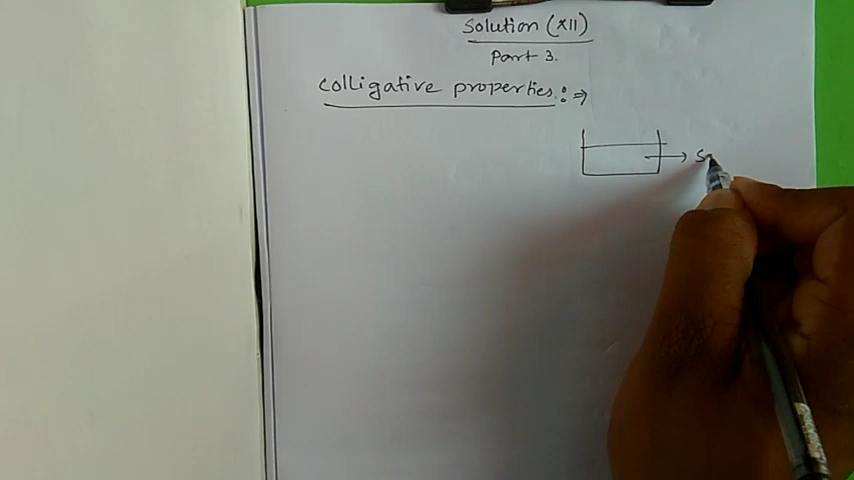 Solution (XII)
Part 3.
Colligative properties :⇒